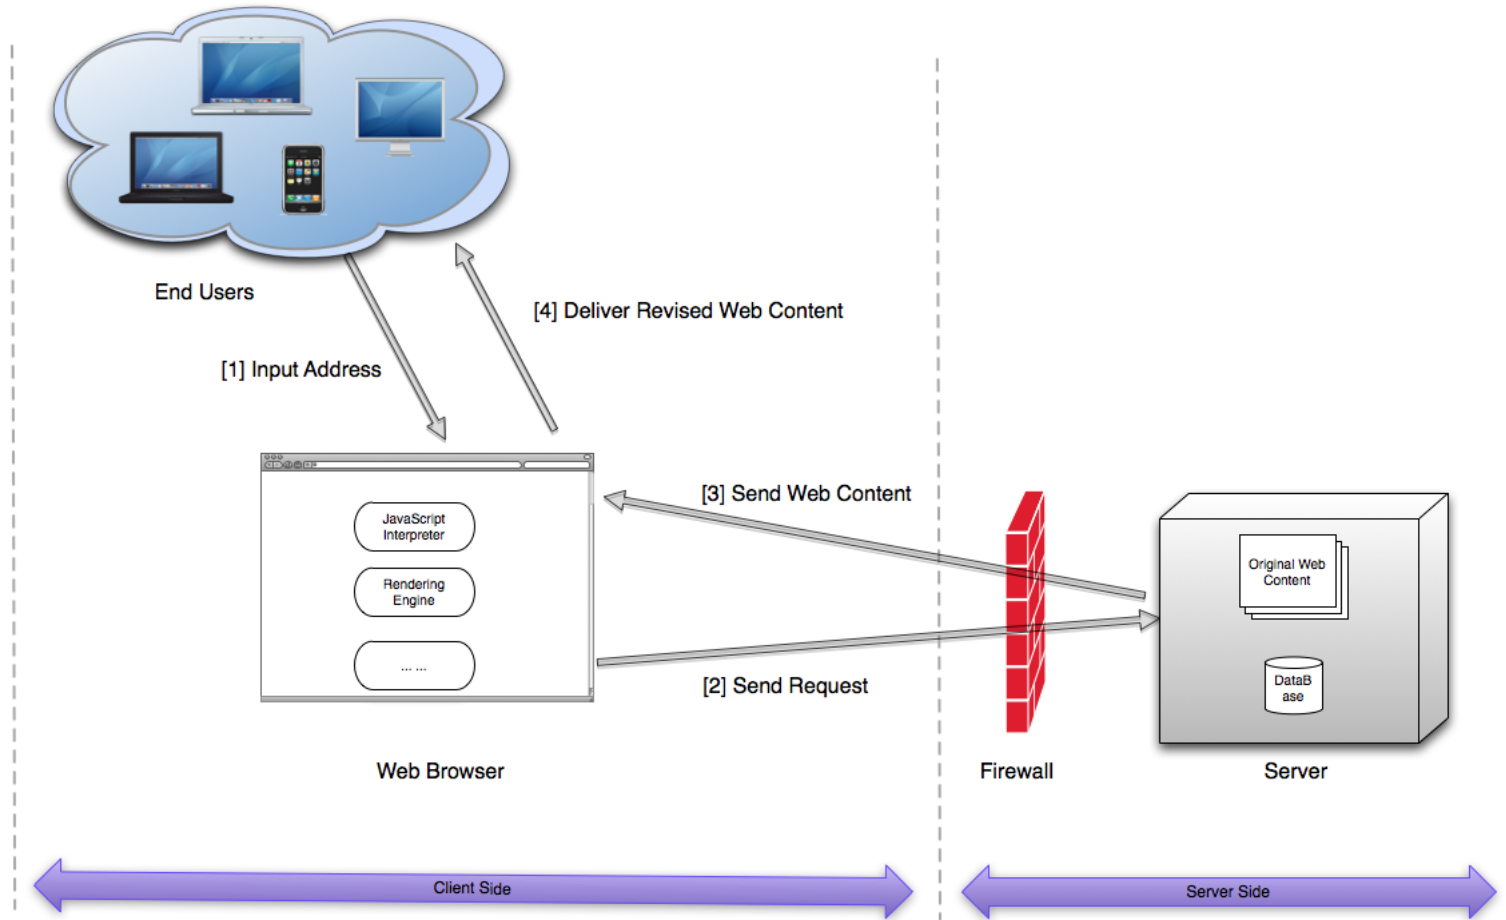 End Users
[4] Deliver Revised Web Content
[1] Input Address
[3] Send Web Content
JavaScript
Interpreter
Rendering
Engine
... ...
[2] Send Request
Original Web
Content
DataB
ase
Web Browser
Firewall
Server
Client Side
Server Side